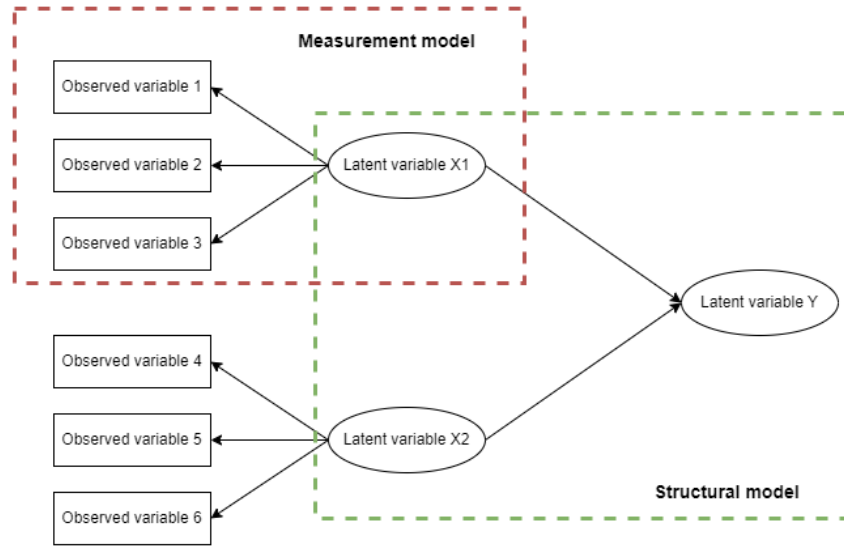 Measurement model
Observed variable 1
Observed variable 2
Latent variable X1
Observed variable 3
Latent variable Y
Observed variable 4
Observed variable 5
Latent variable X2
Structural model
Observed variable 6